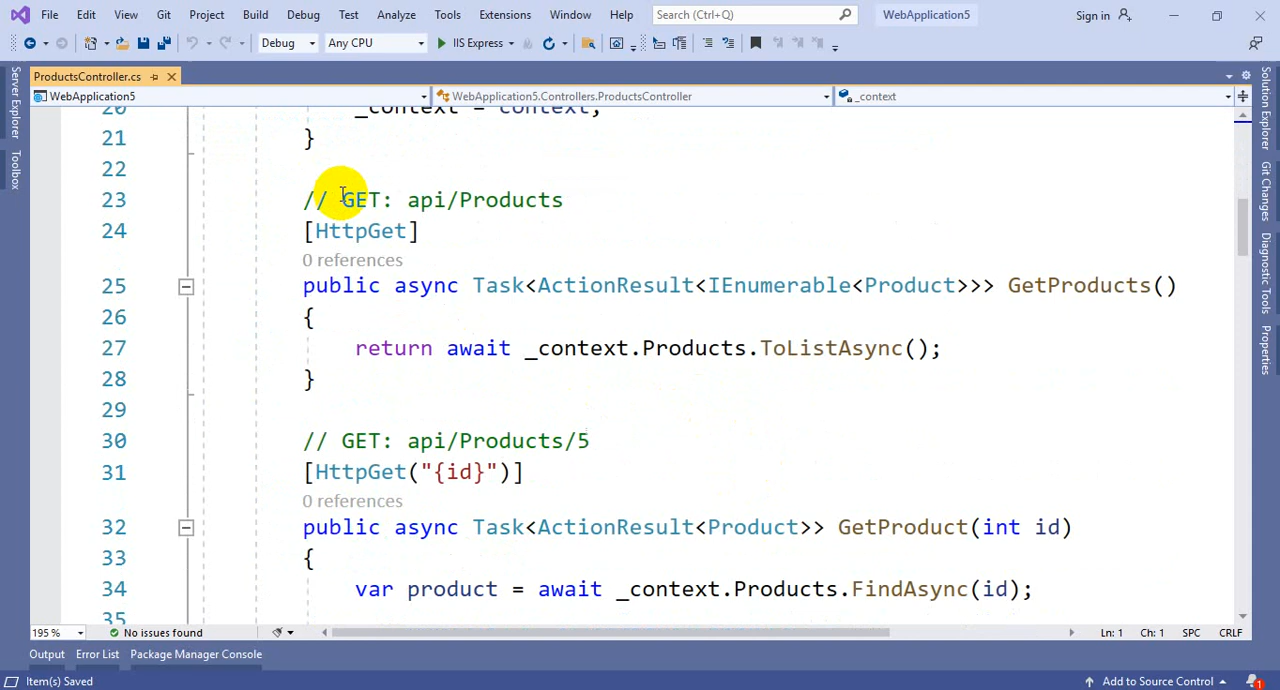 File Edit View Git Project Build Debug Test Analyze Tools Extensions Window Help Search (Ctrl+Q) WebApplication5 Sign in
Debug Any CPU IIS Express
ProductsController.cs
WebApplication5 WebApplication5.Controllers.ProductsController _context
Server Explorer
Toolbox
Solution Explorer
Git Changes
Diagnostic Tools
Properties
20 _context = context;
21 }
22
23 // GET: api/Products
24 [HttpGet]
0 references
25 public async Task<ActionResult<IEnumerable<Product>>> GetProducts()
26 {
27 return await _context.Products.ToListAsync();
28 }
29
30 // GET: api/Products/5
31 [HttpGet("{id}")]
0 references
32 public async Task<ActionResult<Product>> GetProduct(int id)
33 {
34 var product = await _context.Products.FindAsync(id);
35
195 % No issues found Ln: 1 Ch: 1 SPC CRLF
Output Error List Package Manager Console
Item(s) Saved Add to Source Control 1